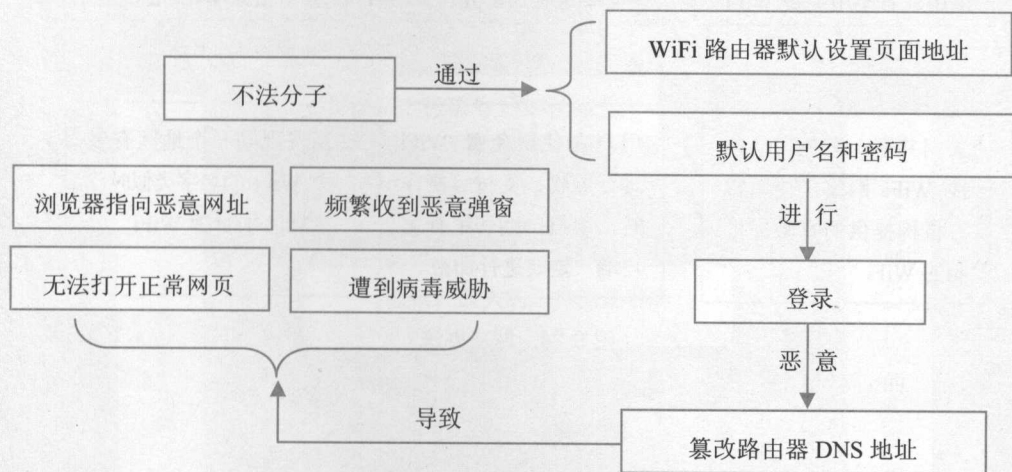 WiFi 路由器默认设置页面地址
不法分子
通过
默认用户名和密码
进行
登录
恶意
篡改路由器 DNS 地址
导致
浏览器指向恶意网址
频繁收到恶意弹窗
无法打开正常网页
遭到病毒威胁